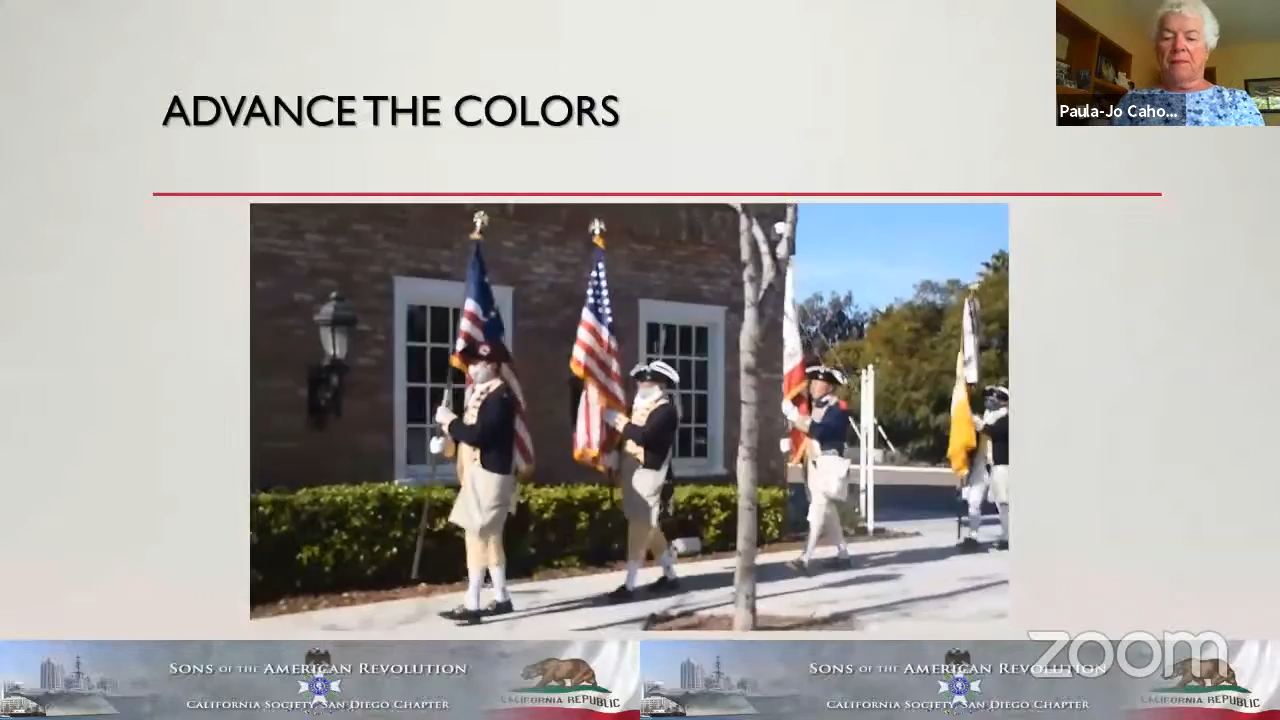 ADVANCE THE COLORS
Paula-Jo Caho...
SONS OF THE AMERICAN REVOLUTION
CALIFORNIA SOCIETY SAN DIEGO CHAPTER
CALIFORNIA REPUBLIC
SONS OF THE AMERICAN REVOLUTION
CALIFORNIA SOCIETY SAN DIEGO CHAPTER
CALIFORNIA REPUBLIC
zoom